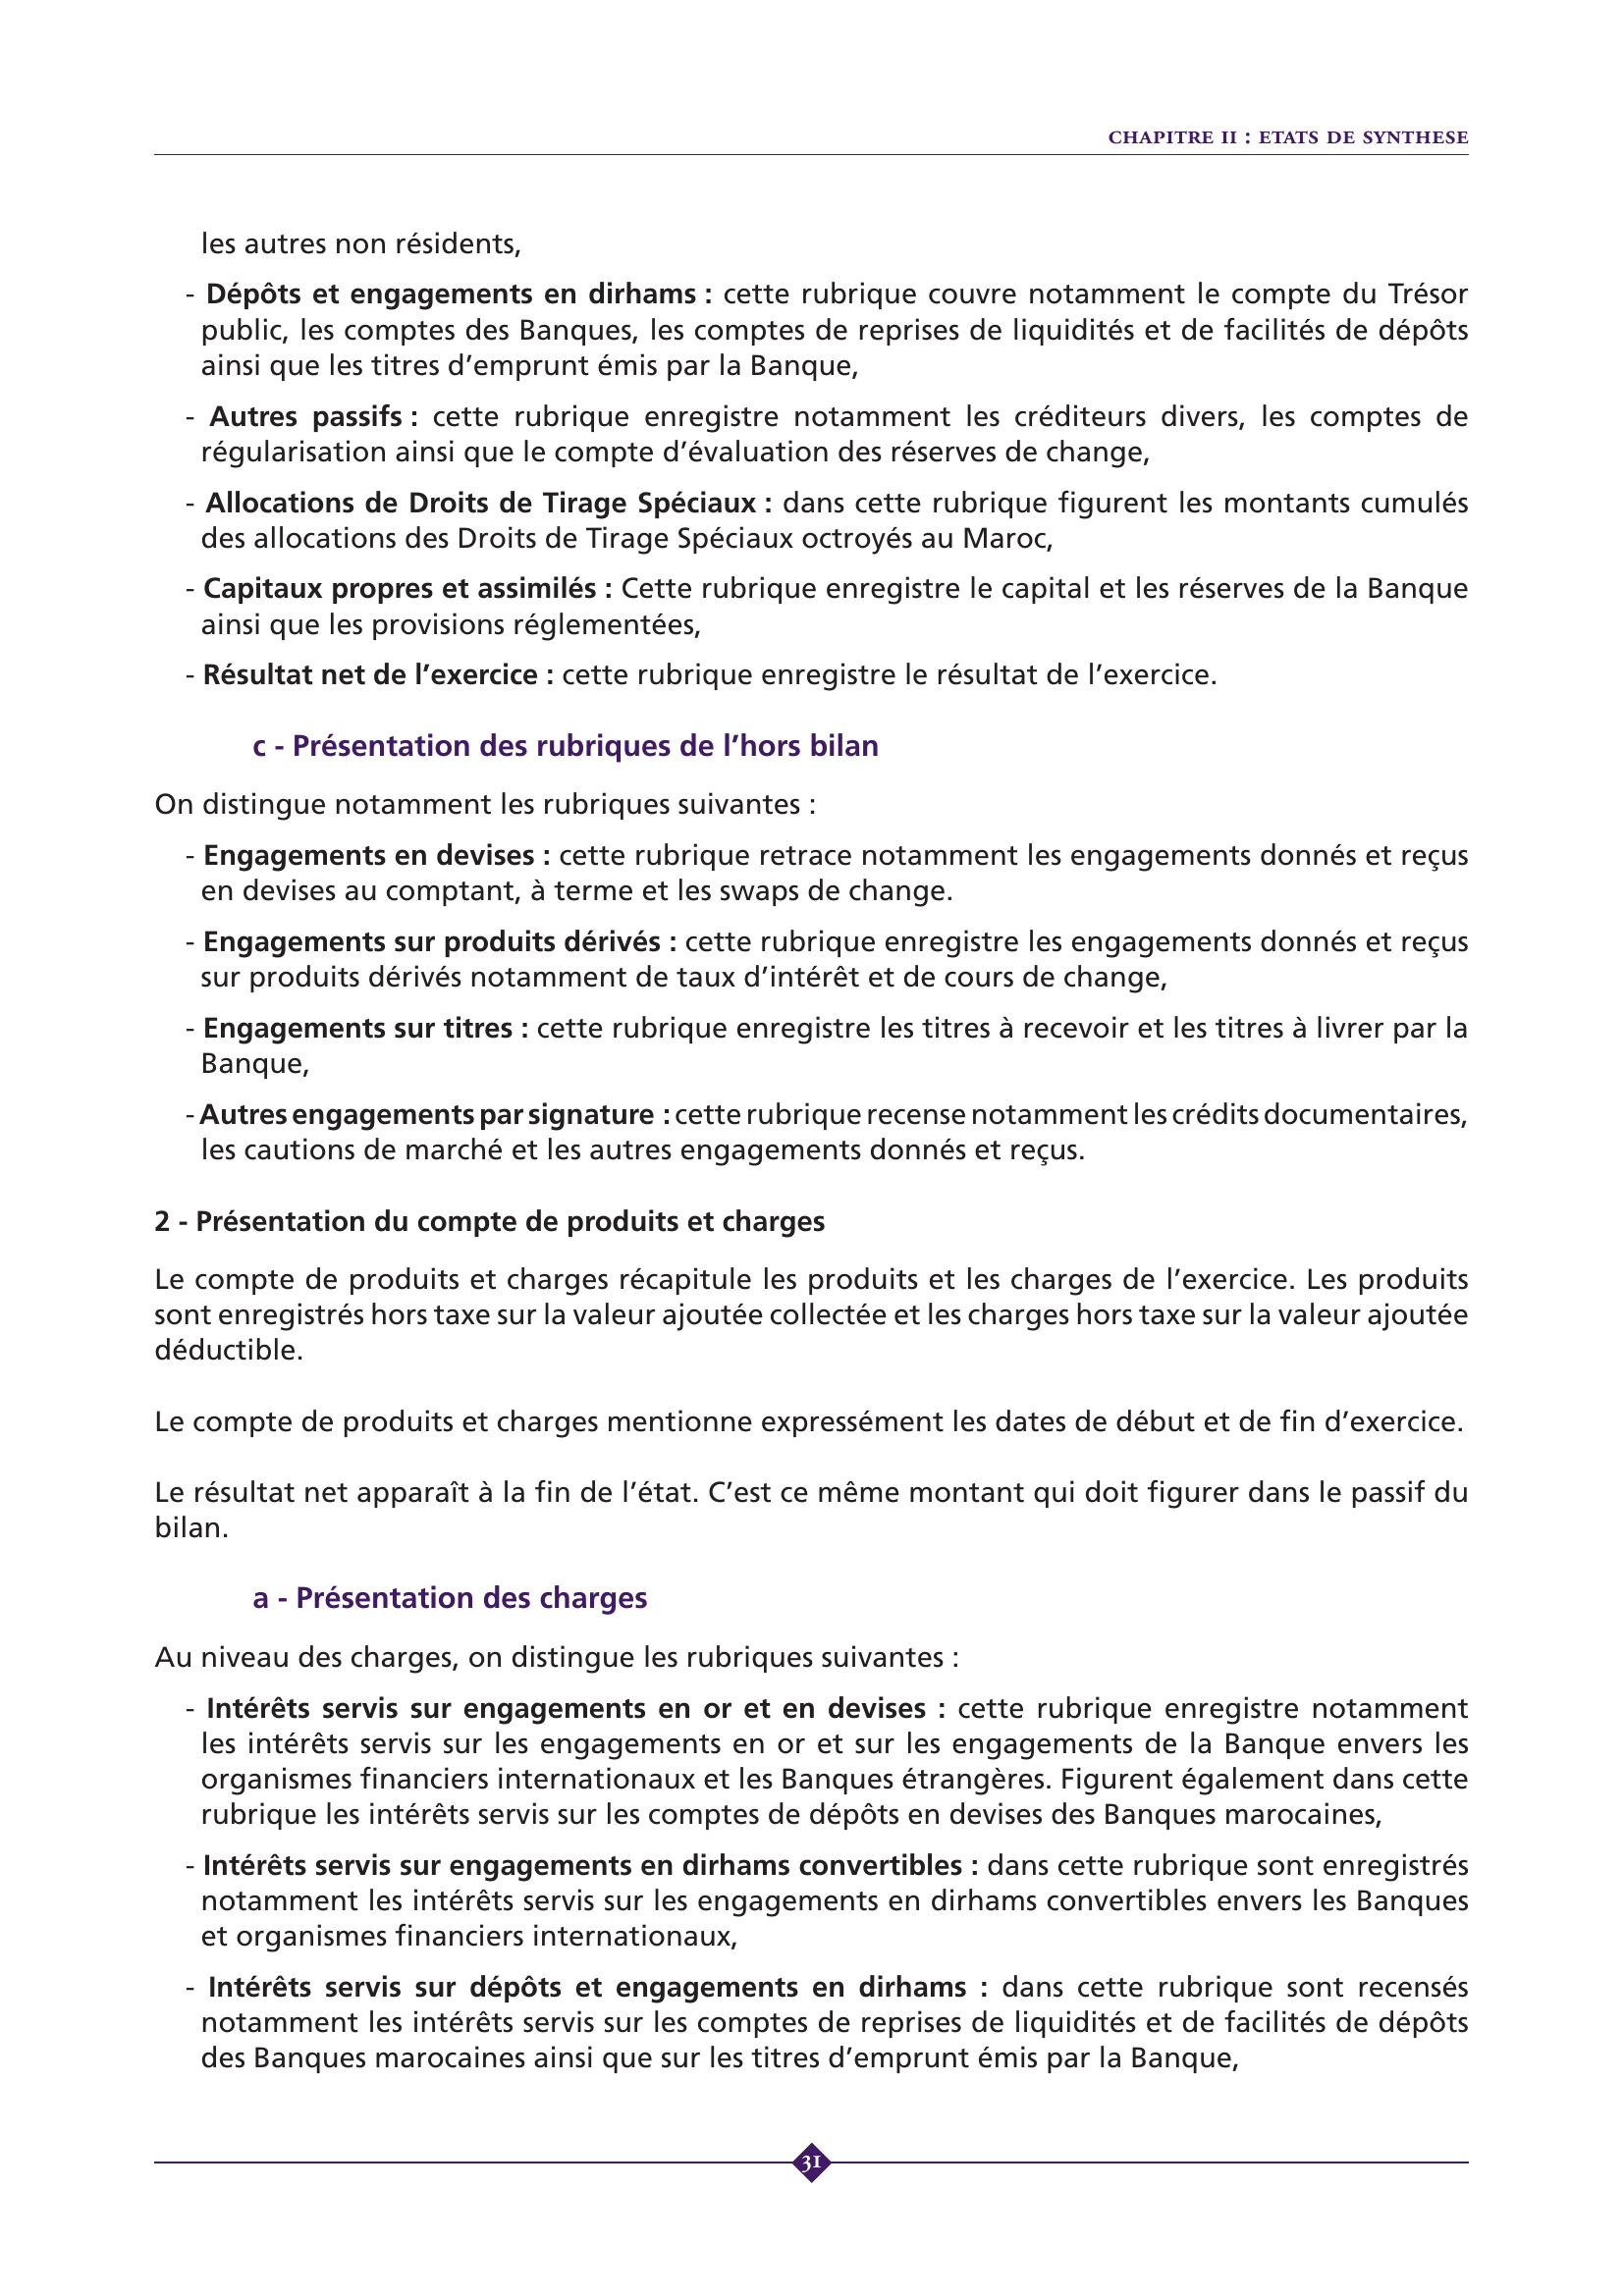 CHAPITRE II : ETATS DE SYNTHESE
les autres non résidents,
- Dépôts et engagements en dirhams : cette rubrique couvre notamment le compte du Trésor
public, les comptes des Banques, les comptes de reprises de liquidités et de facilités de dépôts
ainsi que les titres d’emprunt émis par la Banque,
- Autres passifs : cette rubrique enregistre notamment les créditeurs divers, les comptes de
régularisation ainsi que le compte d’évaluation des réserves de change,
- Allocations de Droits de Tirage Spéciaux : dans cette rubrique figurent les montants cumulés
des allocations des Droits de Tirage Spéciaux octroyés au Maroc,
- Capitaux propres et assimilés : Cette rubrique enregistre le capital et les réserves de la Banque
ainsi que les provisions réglementées,
- Résultat net de l’exercice : cette rubrique enregistre le résultat de l’exercice.
c - Présentation des rubriques de l’hors bilan
On distingue notamment les rubriques suivantes :
- Engagements en devises : cette rubrique retrace notamment les engagements donnés et reçus
en devises au comptant, à terme et les swaps de change.
- Engagements sur produits dérivés : cette rubrique enregistre les engagements donnés et reçus
sur produits dérivés notamment de taux d’intérêt et de cours de change,
- Engagements sur titres : cette rubrique enregistre les titres à recevoir et les titres à livrer par la
Banque,
- Autres engagements par signature : cette rubrique recense notamment les crédits documentaires,
les cautions de marché et les autres engagements donnés et reçus.
2 - Présentation du compte de produits et charges
Le compte de produits et charges récapitule les produits et les charges de l’exercice. Les produits
sont enregistrés hors taxe sur la valeur ajoutée collectée et les charges hors taxe sur la valeur ajoutée
déductible.
Le compte de produits et charges mentionne expressément les dates de début et de fin d’exercice.
Le résultat net apparaît à la fin de l’état. C’est ce même montant qui doit figurer dans le passif du
bilan.
a - Présentation des charges
Au niveau des charges, on distingue les rubriques suivantes :
- Intérêts servis sur engagements en or et en devises : cette rubrique enregistre notamment
les intérêts servis sur les engagements en or et sur les engagements de la Banque envers les
organismes financiers internationaux et les Banques étrangères. Figurent également dans cette
rubrique les intérêts servis sur les comptes de dépôts en devises des Banques marocaines,
- Intérêts servis sur engagements en dirhams convertibles : dans cette rubrique sont enregistrés
notamment les intérêts servis sur les engagements en dirhams convertibles envers les Banques
et organismes financiers internationaux,
- Intérêts servis sur dépôts et engagements en dirhams : dans cette rubrique sont recensés
notamment les intérêts servis sur les comptes de reprises de liquidités et de facilités de dépôts
des Banques marocaines ainsi que sur les titres d’emprunt émis par la Banque,
31